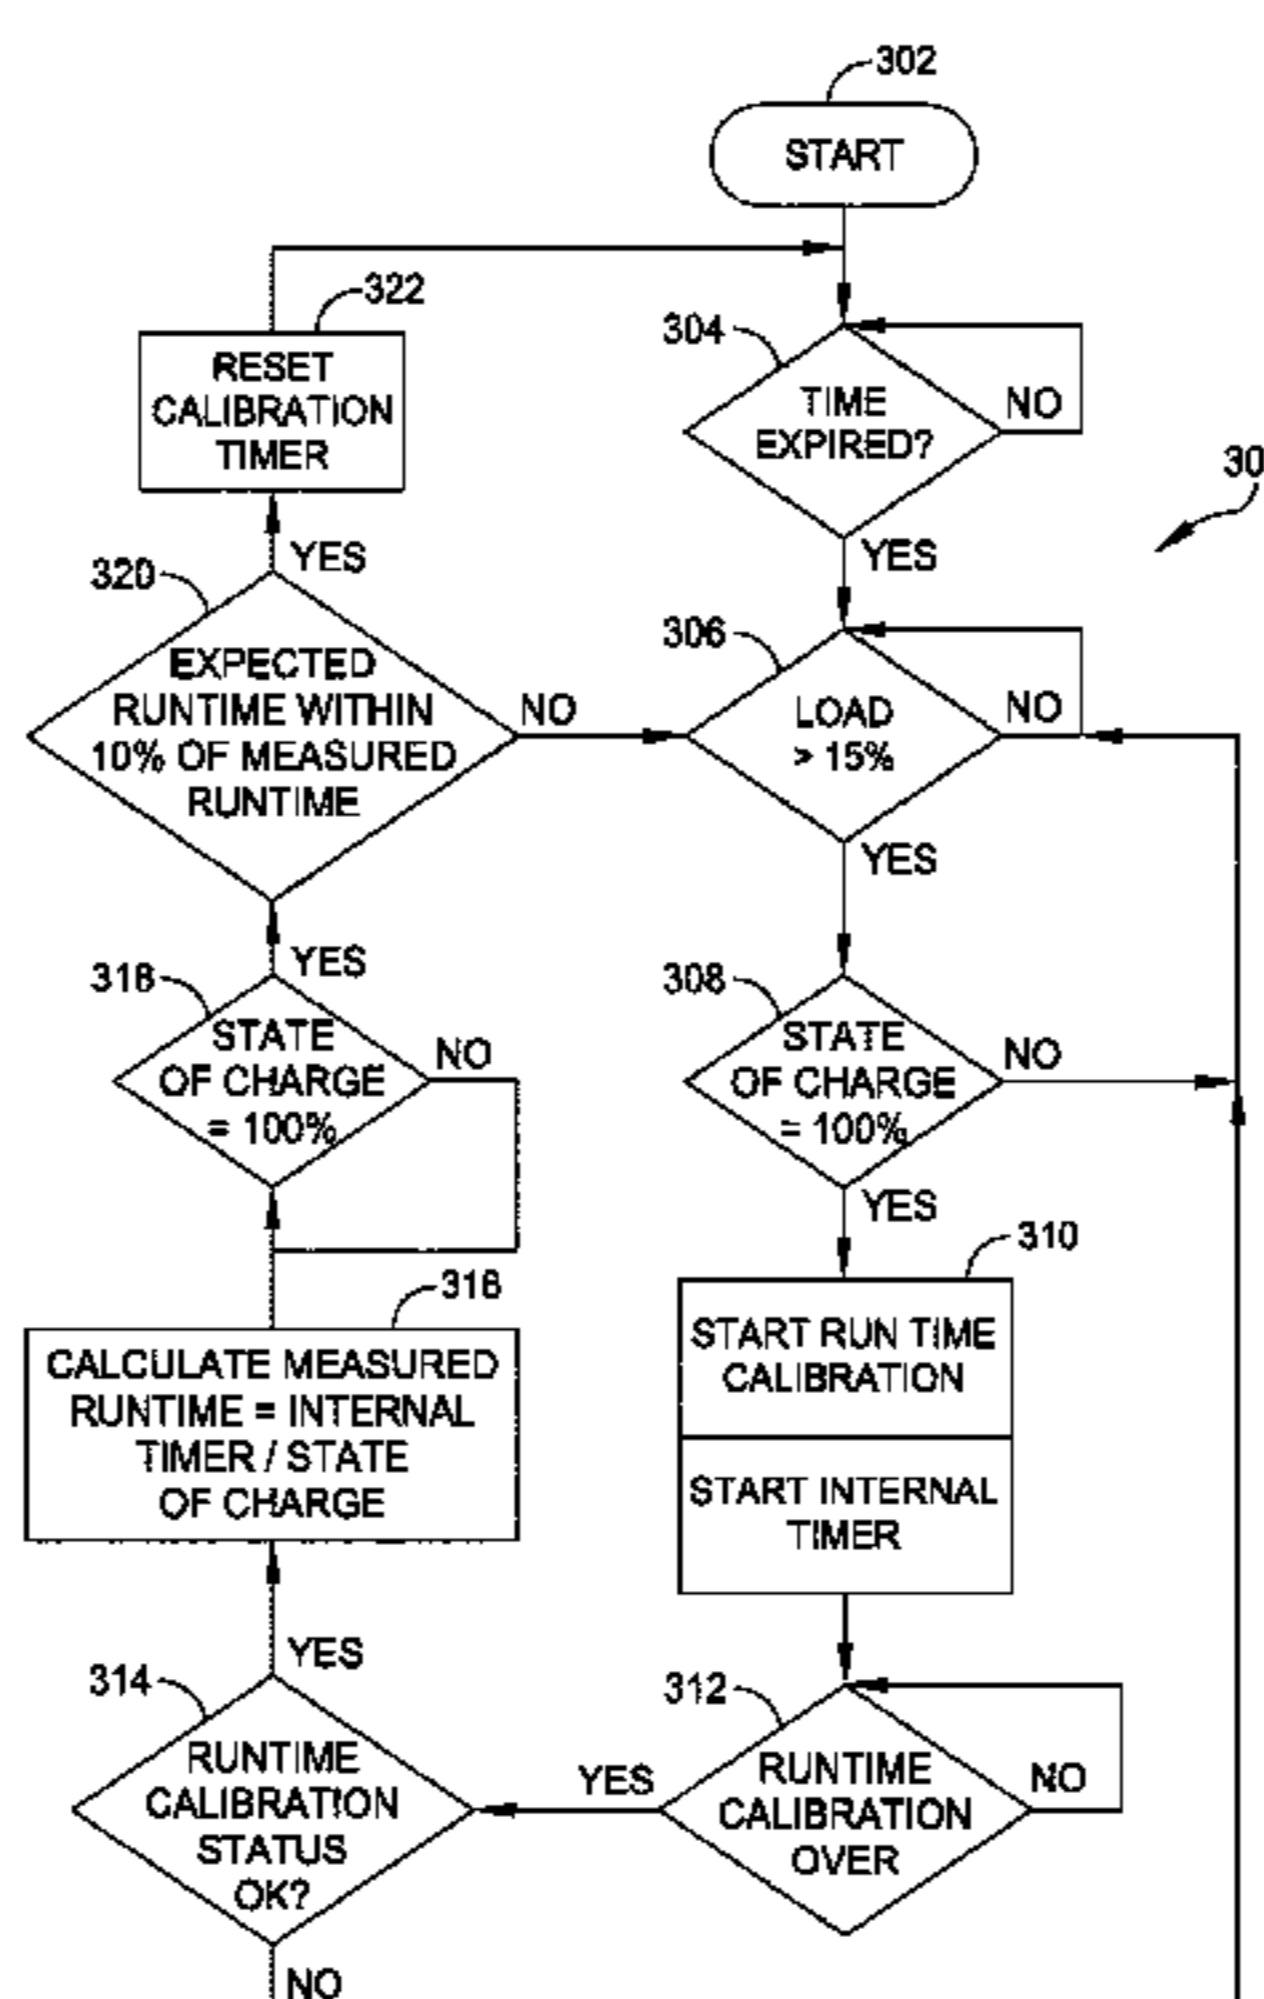 302
START
322
RESET
CALIBRATION
TIMER
304
TIME
EXPIRED?
NO
30
YES
YES
320
EXPECTED
RUNTIME WITHIN
10% OF MEASURED
RUNTIME
NO
306
LOAD
> 15%
NO
YES
YES
318
STATE
OF CHARGE
= 100%
NO
308
STATE
OF CHARGE
= 100%
NO
YES
310
START RUN TIME
CALIBRATION
START INTERNAL
TIMER
316
CALCULATE MEASURED
RUNTIME = INTERNAL
TIMER / STATE
OF CHARGE
YES
314
RUNTIME
CALIBRATION
STATUS
OK?
NO
YES
312
RUNTIME
CALIBRATION
OVER
NO